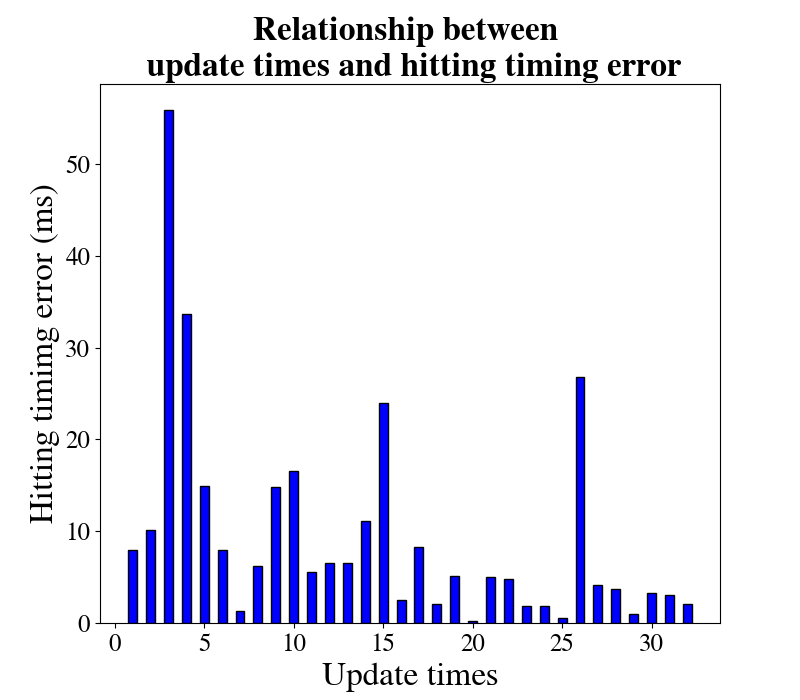 Relationship between
update times and hitting timing error
Hitting timimg error (ms)
50
40
30
20
10
0
0 5 10 15 20 25 30
Update times